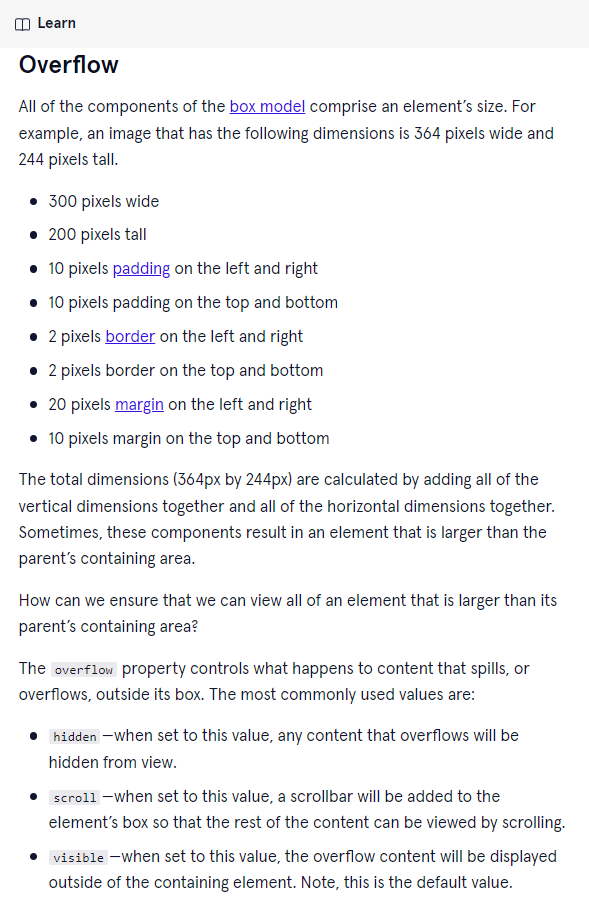 Learn
Overflow
All of the components of the box model comprise an element’s size. For
example, an image that has the following dimensions is 364 pixels wide and
244 pixels tall.
• 300 pixels wide
• 200 pixels tall
• 10 pixels padding on the left and right
• 10 pixels padding on the top and bottom
• 2 pixels border on the left and right
• 2 pixels border on the top and bottom
• 20 pixels margin on the left and right
• 10 pixels margin on the top and bottom
The total dimensions (364px by 244px) are calculated by adding all of the
vertical dimensions together and all of the horizontal dimensions together.
Sometimes, these components result in an element that is larger than the
parent’s containing area.
How can we ensure that we can view all of an element that is larger than its
parent’s containing area?
The overflow property controls what happens to content that spills, or
overflows, outside its box. The most commonly used values are:
• hidden—when set to this value, any content that overflows will be
hidden from view.
• scroll—when set to this value, a scrollbar will be added to the
element’s box so that the rest of the content can be viewed by scrolling.
• visible—when set to this value, the overflow content will be displayed
outside of the containing element. Note, this is the default value.